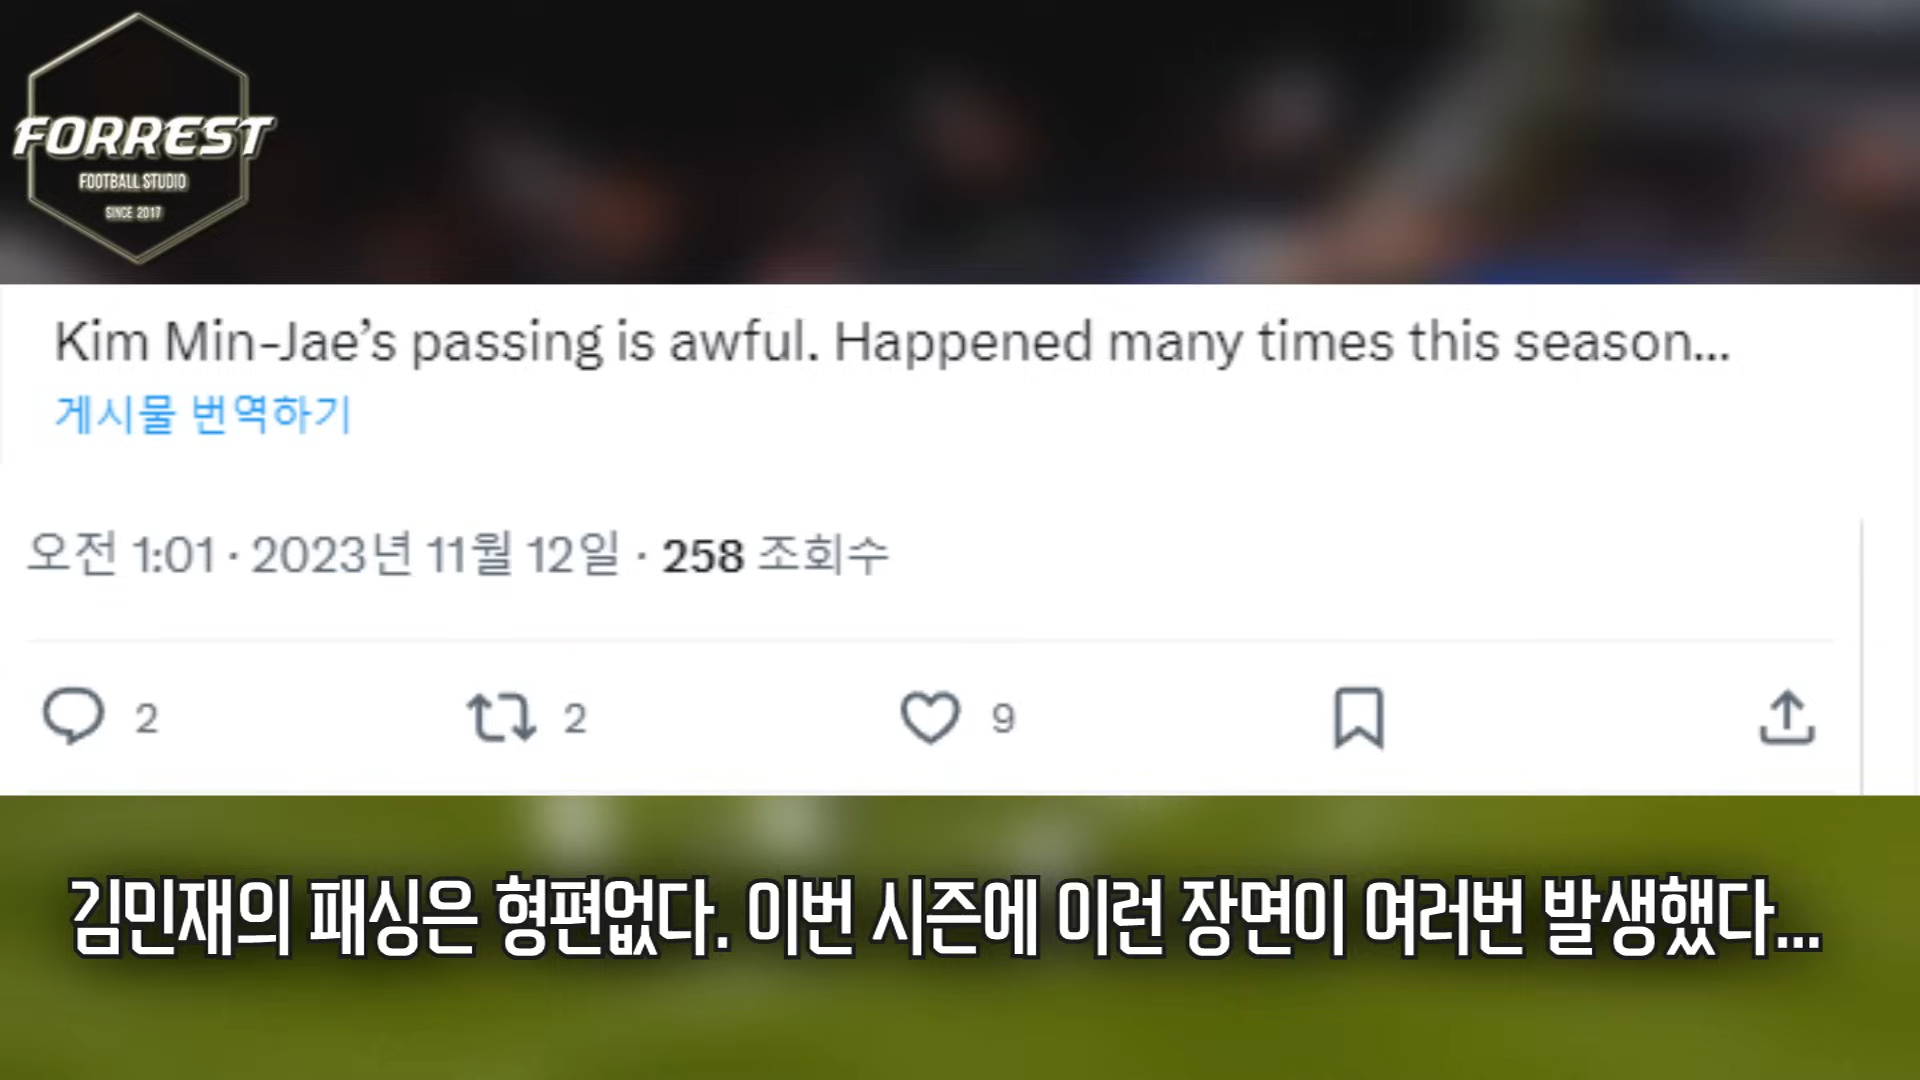 FORREST
FOOTBALL STUDIO
SINCE 2017
Kim Min-Jae’s passing is awful. Happened many times this season...
게시물 번역하기
오전 1:01 · 2023년 11월 12일 · 258 조회수
2 2 9
김민재의 패싱은 형편없다. 이번 시즌에 이런 장면이 여러번 발생했다...